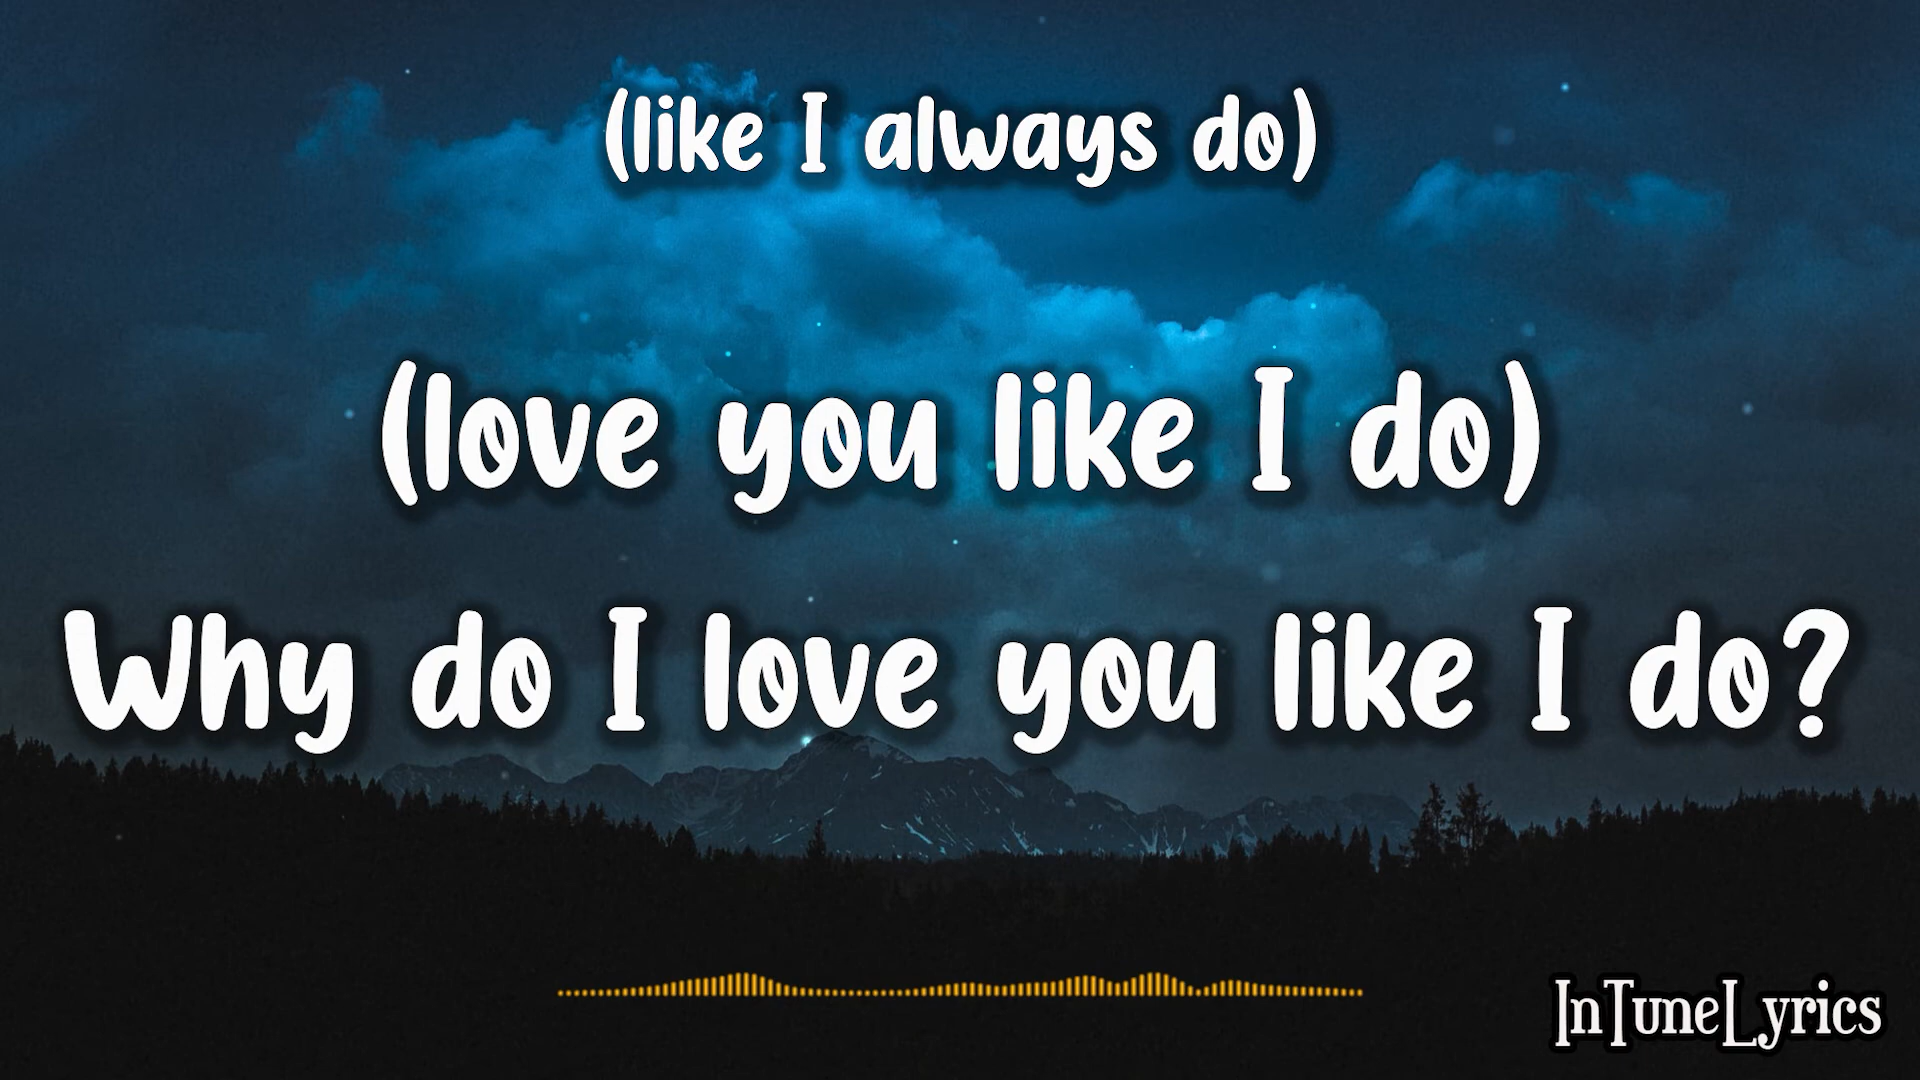 (like I always do)
(love you like I do)
Why do I love you like I do?
InTuneLyrics